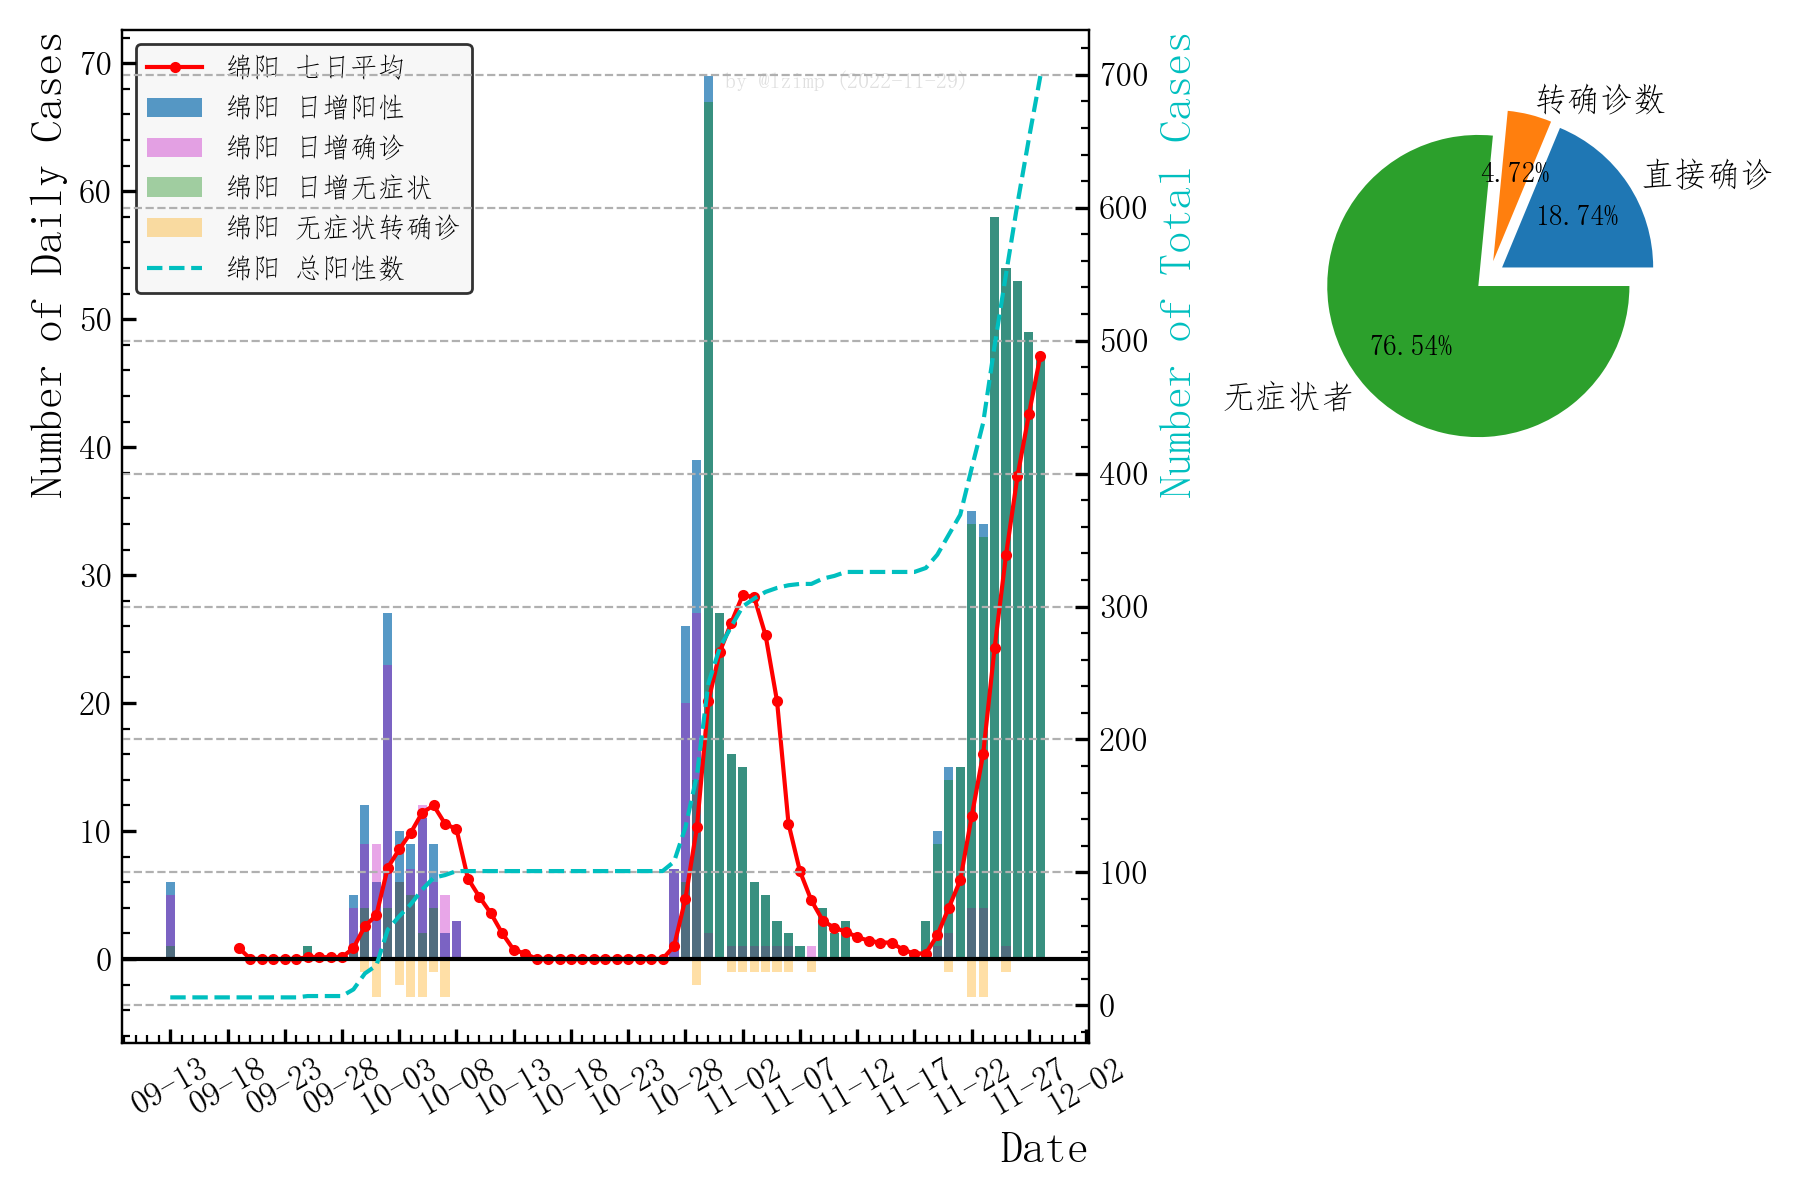 Number of Daily Cases
70
60
50
40
30
20
10
0
绵阳 七日平均
绵阳 日增阳性
绵阳 日增确诊
绵阳 日增无症状
绵阳 无症状转确诊
绵阳 总阳性数
by @lzimp (2022-11-29)
09-13
09-18
09-23
09-28
10-03
10-08
10-13
10-18
10-23
10-28
11-02
11-07
11-12
11-17
11-22
11-27
12-02
Date
700
600
500
400
300
200
100
0
Number of Total Cases
转确诊数
4.72%
直接确诊
18.74%
76.54%
无症状者